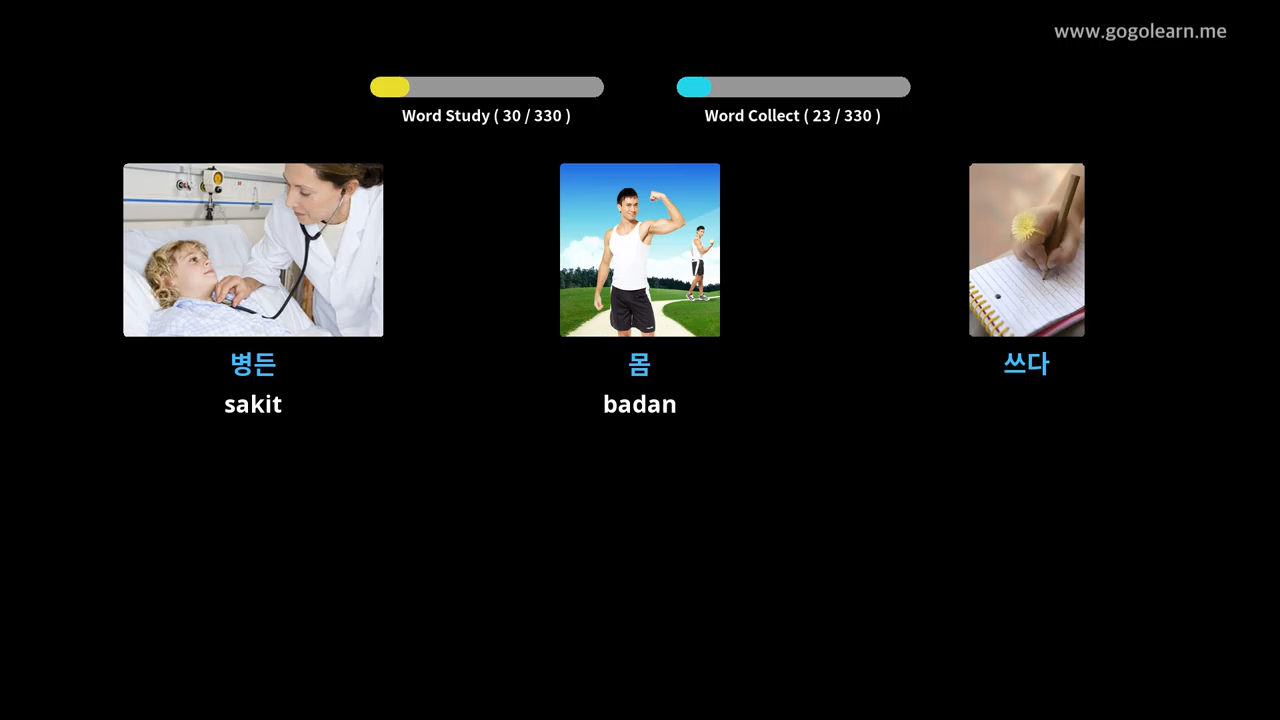 www.gogolearn.me
Word Study ( 30 / 330 )
Word Collect ( 23 / 330 )
병든
몸
쓰다
sakit
badan